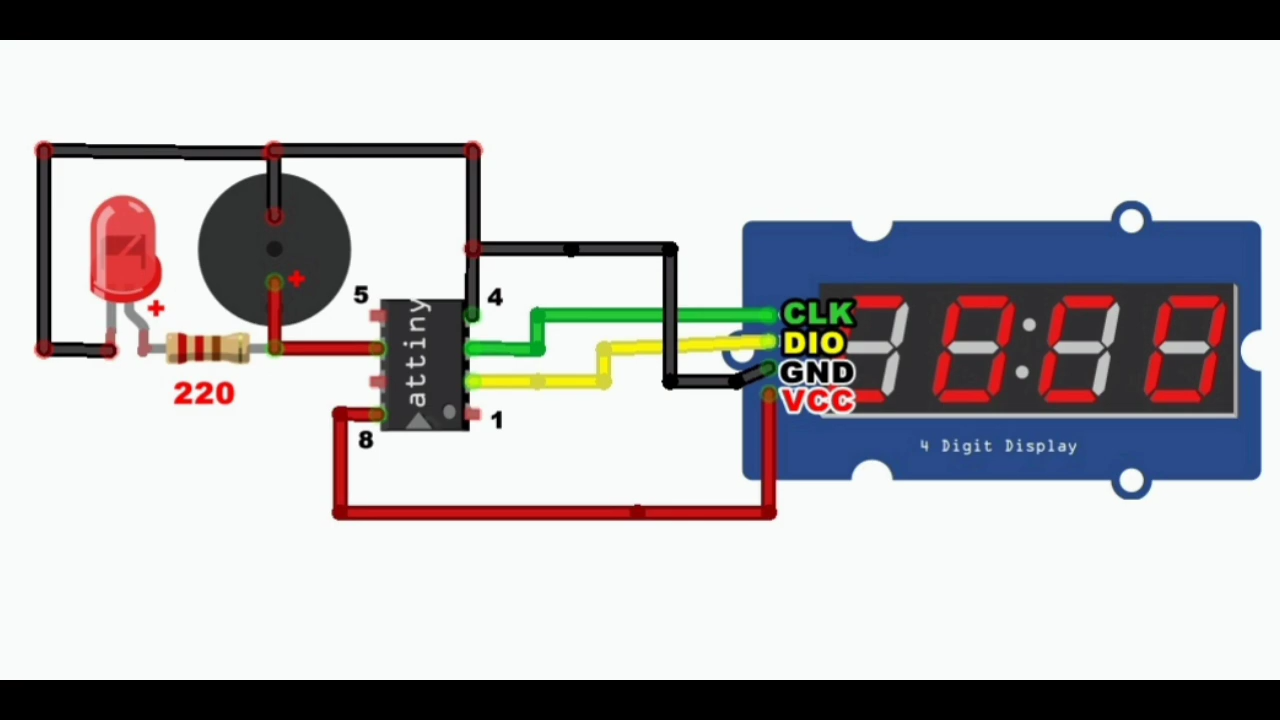 +
+
220
5
4
attiny
8
1
CLK
DIO
GND
VCC
4 Digit Display